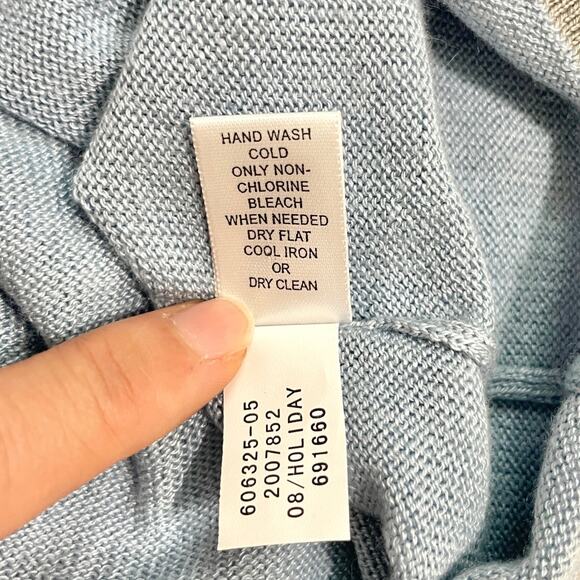 HAND WASH
COLD
ONLY NON-
CHLORINE
BLEACH
WHEN NEEDED
DRY FLAT
COOL IRON
OR
DRY CLEAN
606325-05
2007852
08/HOLIDAY
691660